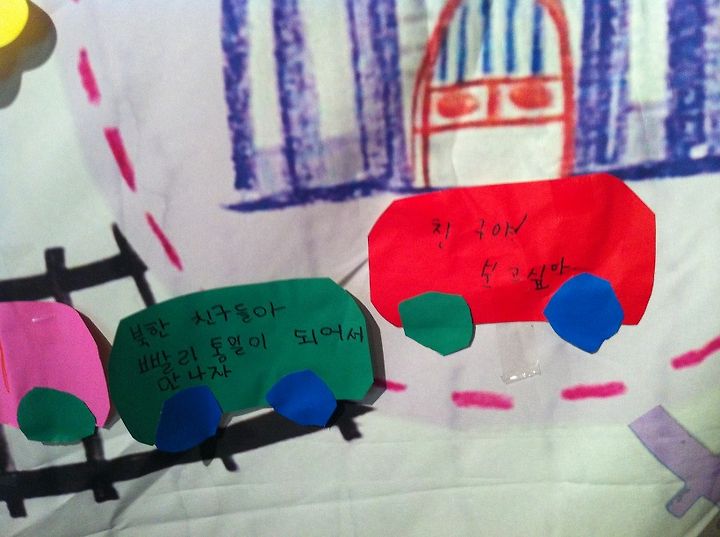 친구야
보고싶아
북한 친구들아
빨리 통일이 되어서
만나자